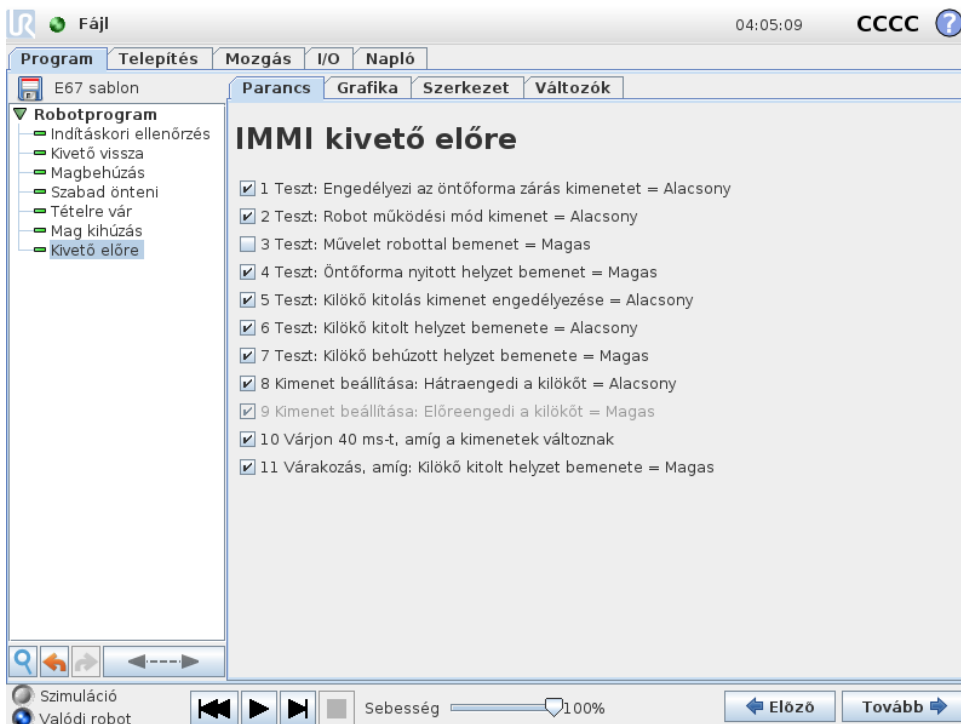 Fájl
04:05:09
CCCC
?
Program
Telepítés
Mozgás
I/O
Napló
E67 sablon
Parancs
Grafika
Szerkezet
Változók
Robotprogram
Indításkori ellenőrzés
Kivető vissza
Magbehúzás
Szabad önteni
Tételre vár
Mag kihúzás
Kivető előre
IMMI kivető előre
1 Teszt: Engedélyezi az öntőforma zárás kimenetet = Alacsony
2 Teszt: Robot működési mód kimenet = Alacsony
3 Teszt: Művelet robottal bemenet = Magas
4 Teszt: Öntőforma nyitott helyzet bemenet = Magas
5 Teszt: Kilökő kitolás kimenet engedélyezése = Alacsony
6 Teszt: Kilökő kitolt helyzet bemenete = Alacsony
7 Teszt: Kilökő behúzott helyzet bemenete = Magas
8 Kimenet beállítása: Hátraengedi a kilökőt = Alacsony
9 Kimenet beállítása: Előreengedi a kilökőt = Magas
10 Várjon 40 ms-t, amíg a kimenetek változnak
11 Várakozás, amíg: Kilökő kitolt helyzet bemenete = Magas
Szimuláció
Valódi robot
Sebesség
100%
Elöző
Tovább